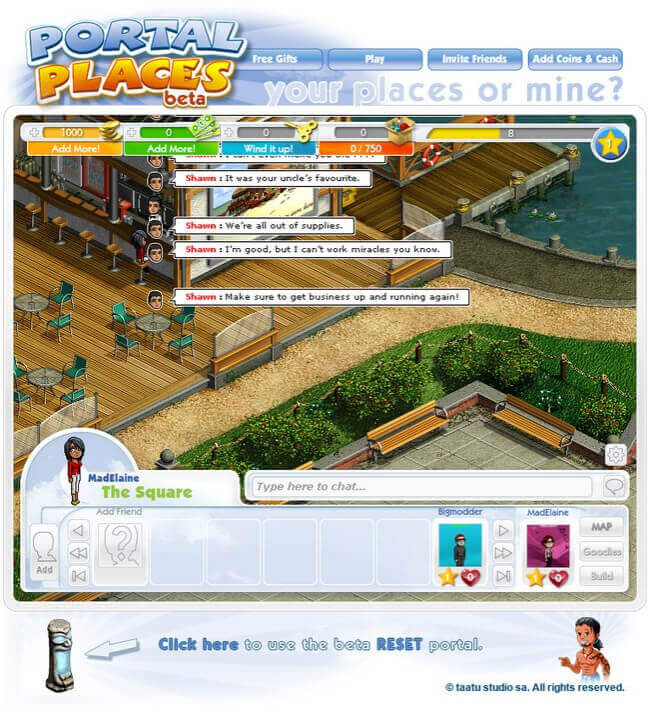 PORTAL
PLACES
beta
Free Gifts
Play
Invite Friends
Add Coins & Cash
your places or mine?
1000
0
0
0
8
1
Add More!
Add More!
Wind it up!
0 / 750
Shawn :
Shawn : It was your uncle's favourite.
Shawn : We're all out of supplies.
Shawn : I'm good, but I can't work miracles you know.
Shawn : Make sure to get business up and running again!
MadElaine
The Square
Type here to chat...
Add Friend
Bigmodder
MadElaine
MAP
Goodies
Build
Add
Click here to use the beta RESET portal.
© taatu studio sa. All rights reserved.